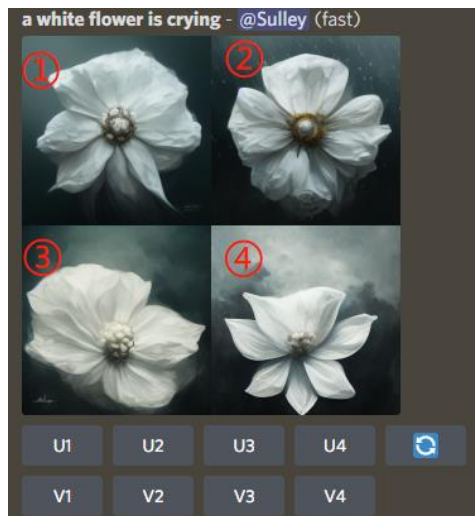 a white flower is crying - @Sulley (fast)
① ②
③ ④
U1 U2 U3 U4
V1 V2 V3 V4